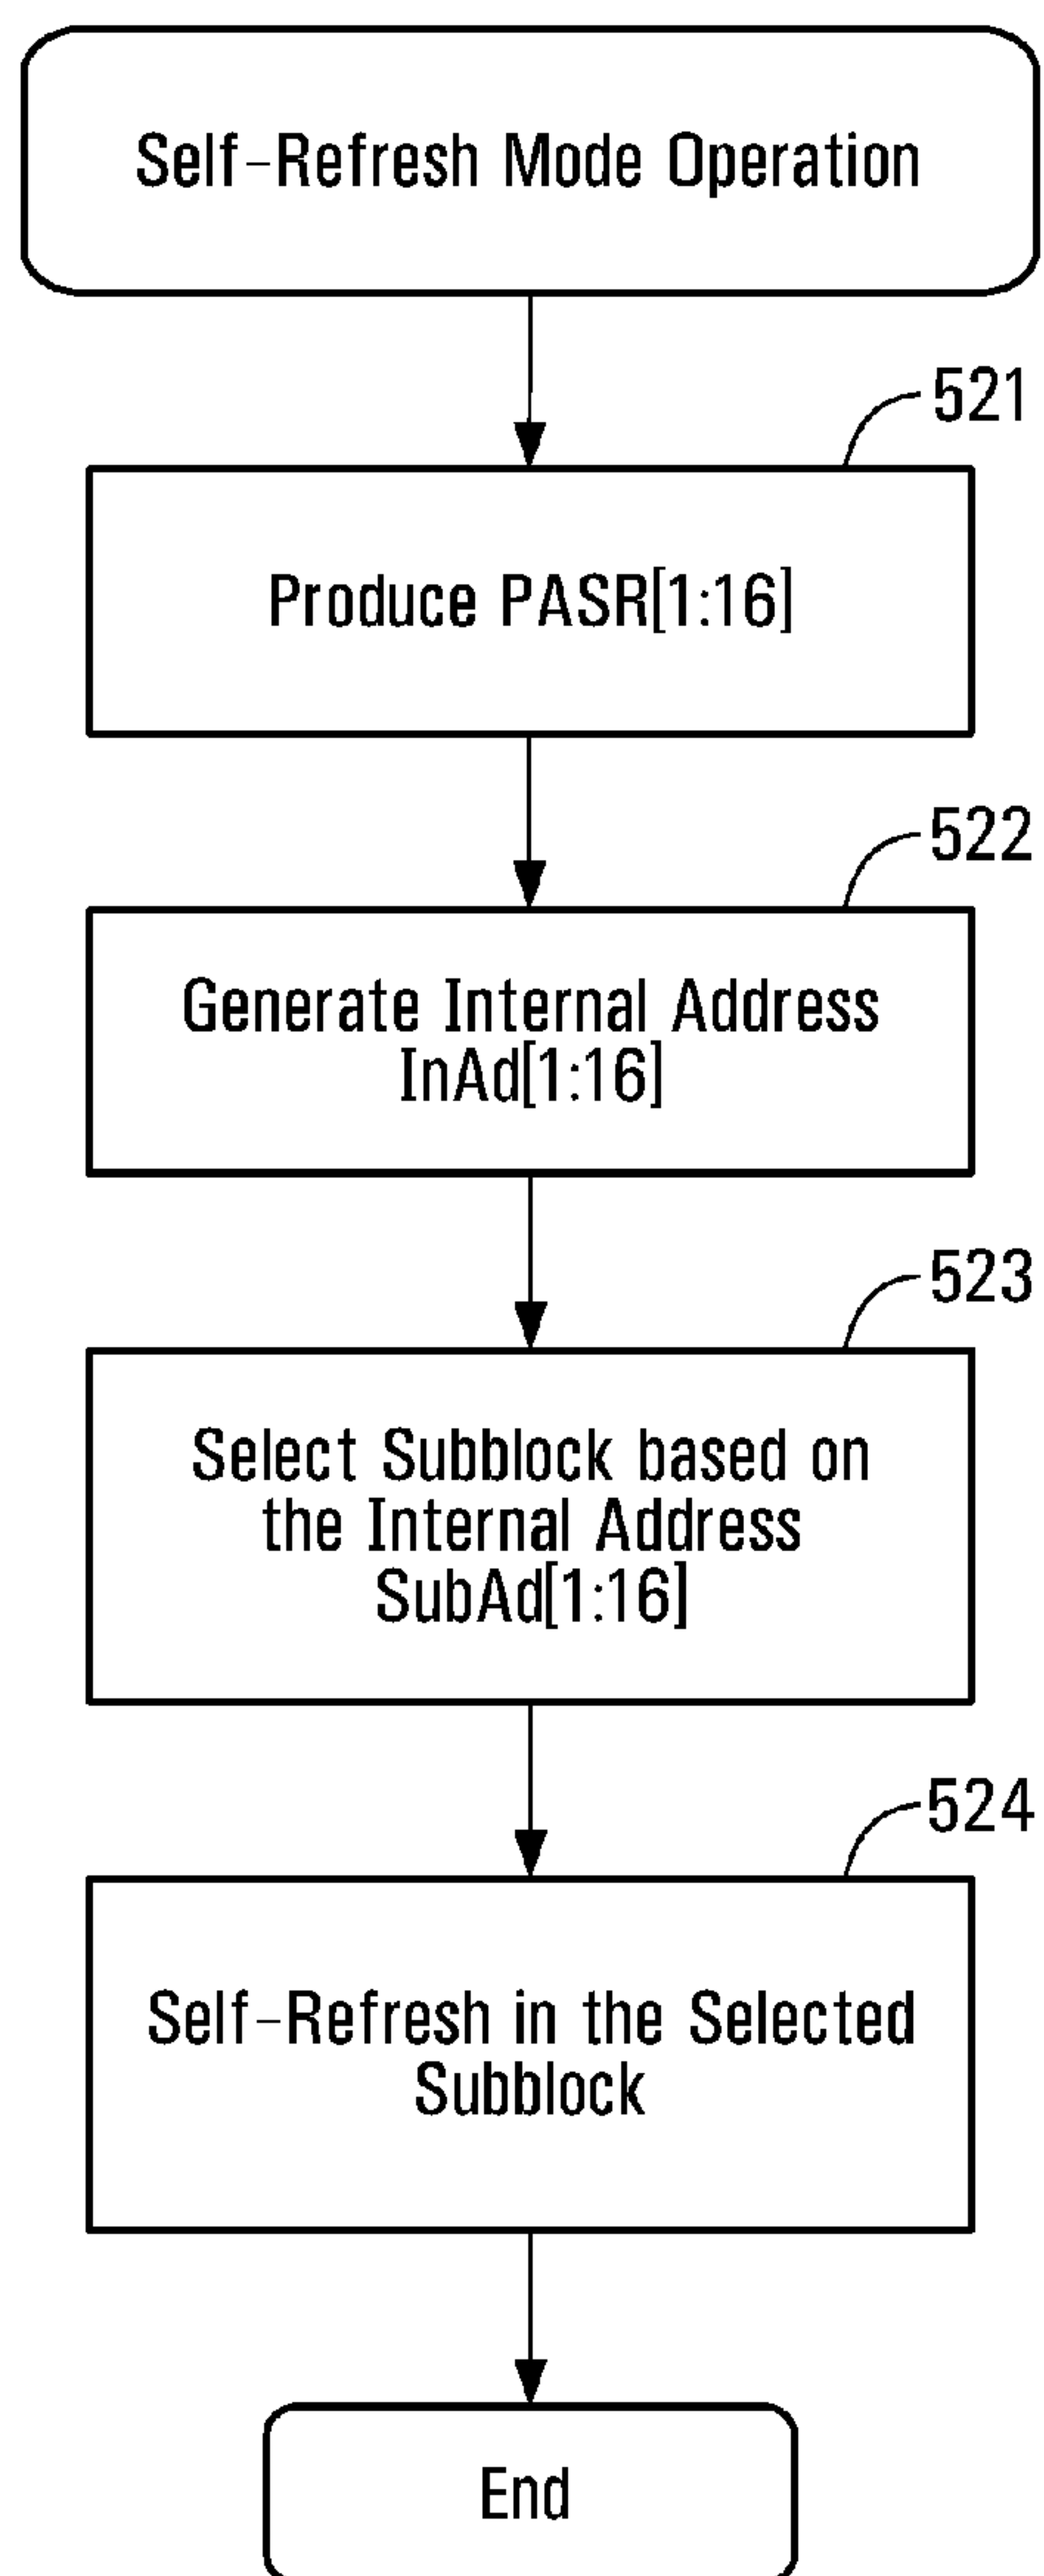 Self-Refresh Mode Operation
521
Produce PASR[1:16]
522
Generate Internal Address
InAd[1:16]
523
Select Subblock based on
the Internal Address
SubAd[1:16]
524
Self-Refresh in the Selected
Subblock
End